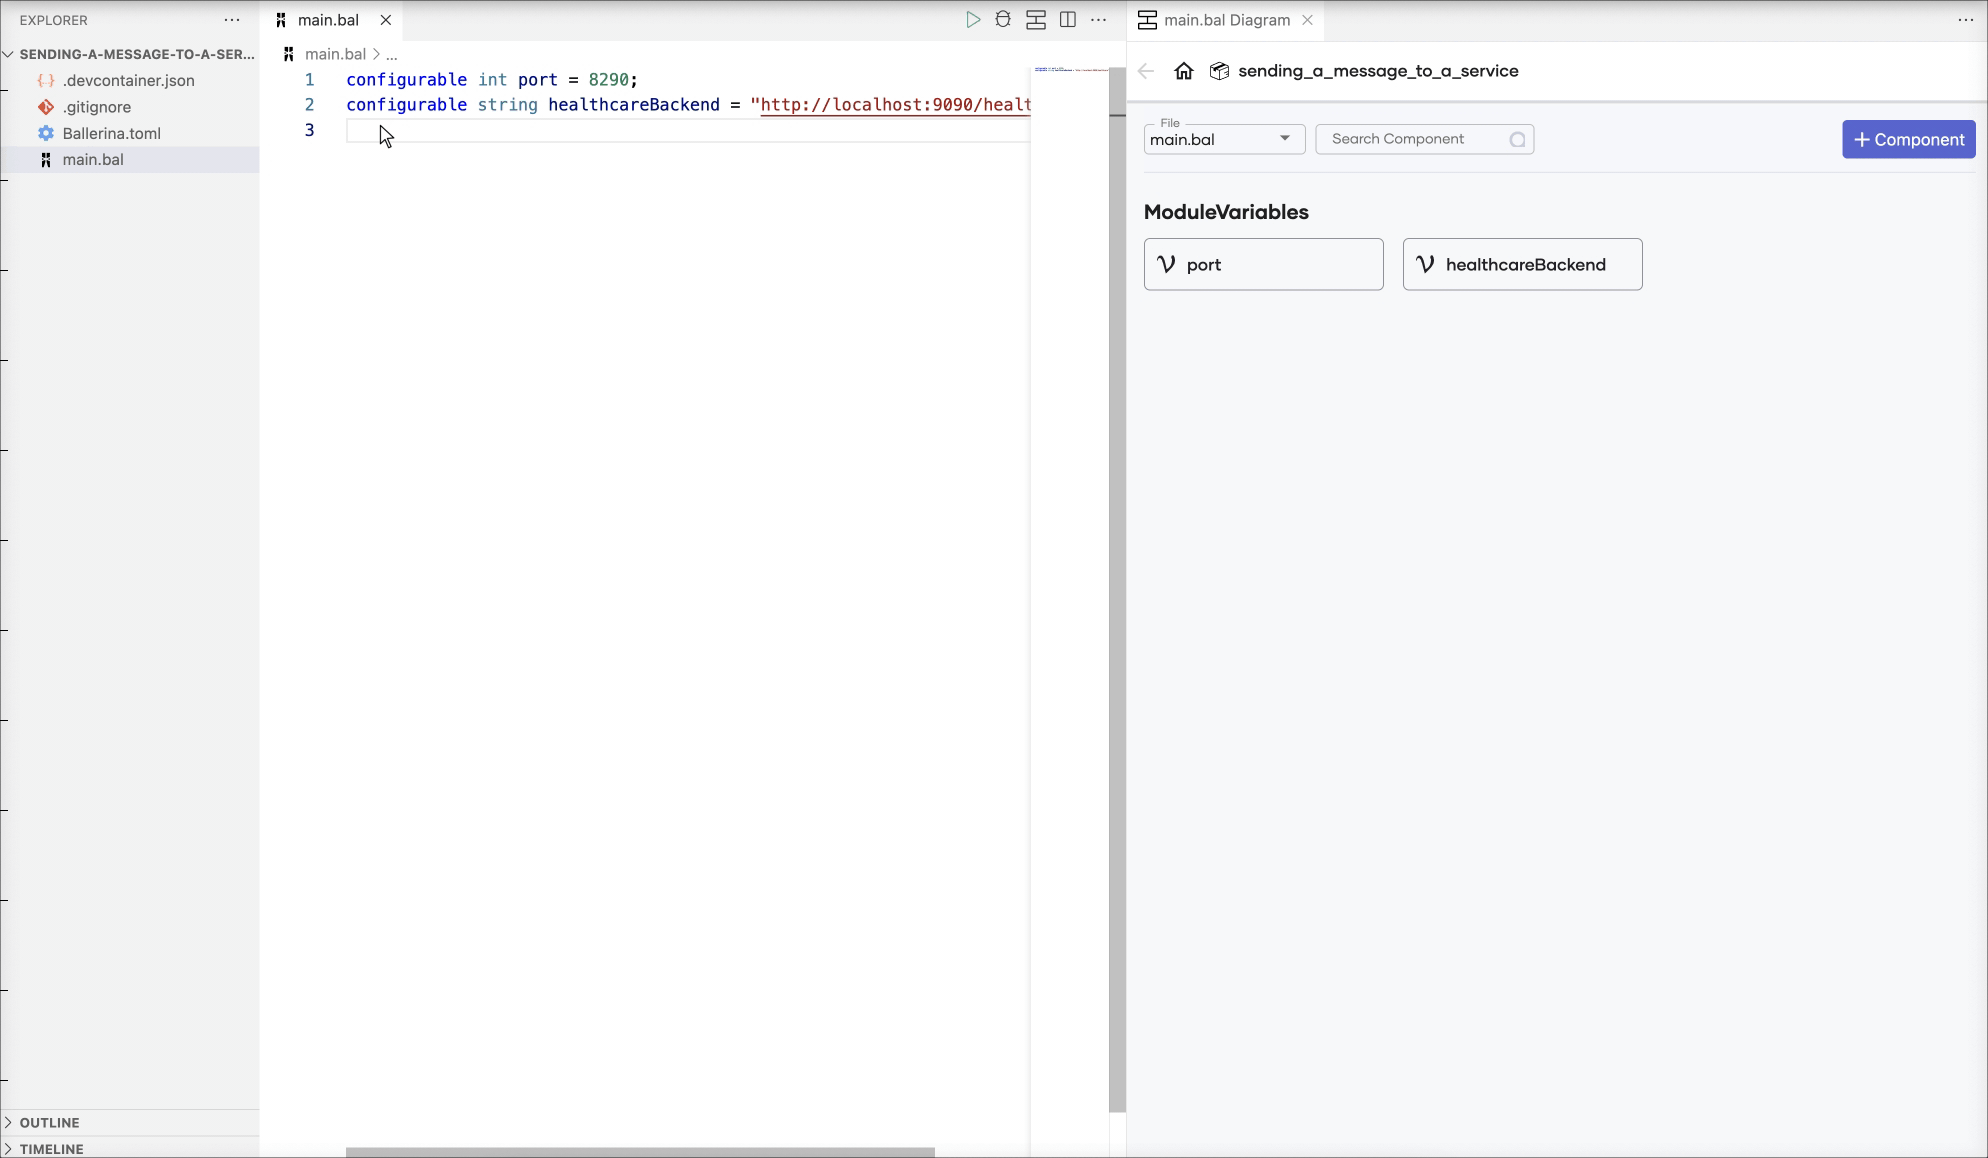 EXPLORER
SENDING-A-MESSAGE-TO-A-SER...
.devcontainer.json
.gitignore
Ballerina.toml
main.bal
OUTLINE
TIMELINE
main.bal
main.bal > ...
1 configurable int port = 8290;
2 configurable string healthcareBackend = "http://localhost:9090/healt
3
main.bal Diagram
sending_a_message_to_a_service
File
main.bal
Search Component
+ Component
ModuleVariables
port
healthcareBackend